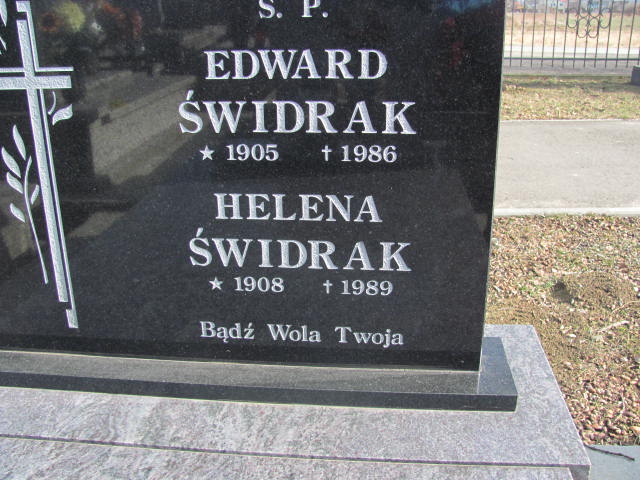 Ś. P.
EDWARD
ŚWIDRAK
★ 1905 † 1986
HELENA
ŚWIDRAK
★ 1908 † 1989
Bądź Wola Twoja